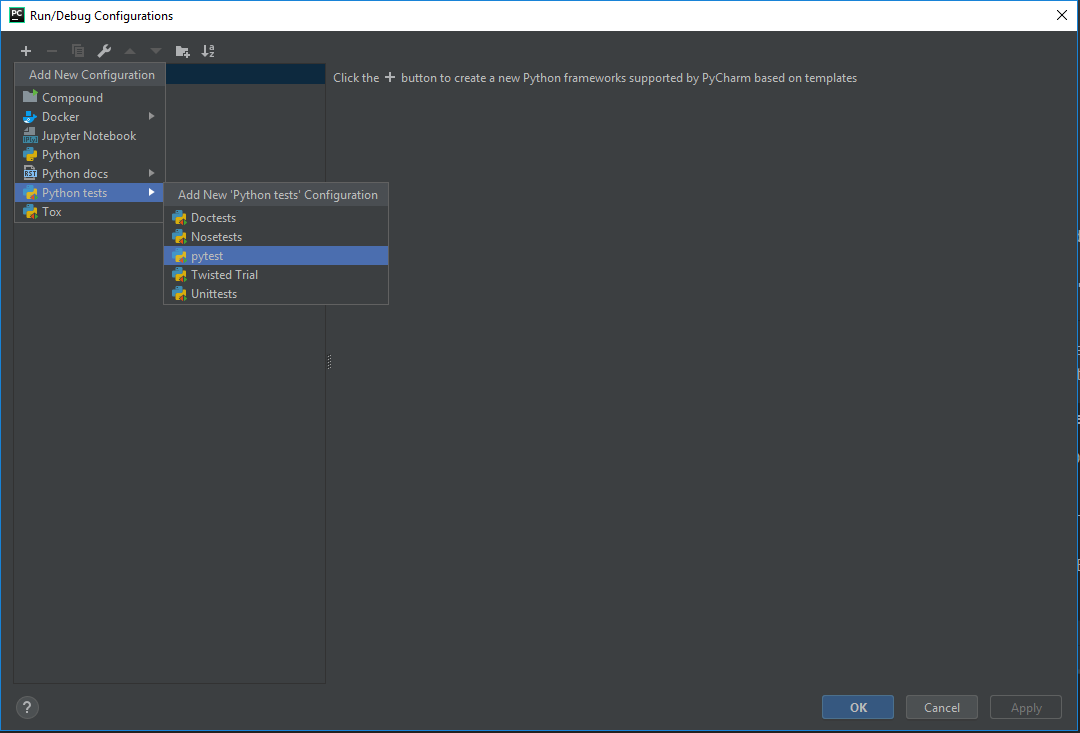 PC Run/Debug Configurations
Add New Configuration
Click the + button to create a new Python frameworks supported by PyCharm based on templates
Compound
Docker
Jupyter Notebook
Python
Python docs
Python tests
Tox
Add New 'Python tests' Configuration
Doctests
Nosetests
pytest
Twisted Trial
Unittests
? OK Cancel Apply